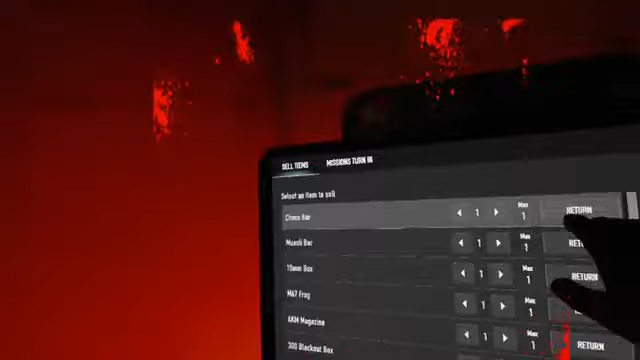 SELL ITEMS MISSIONS TURN IN
Select an item to sell
Choco Bar 1 Max 1 RETURN
Muesli Bar 1 Max 1
10mm Box 1 Max 1 RETURN
M67 Frag 1 Max 1
AKM Magazine 1 Max 1
300 Blackout Box 1 RETURN